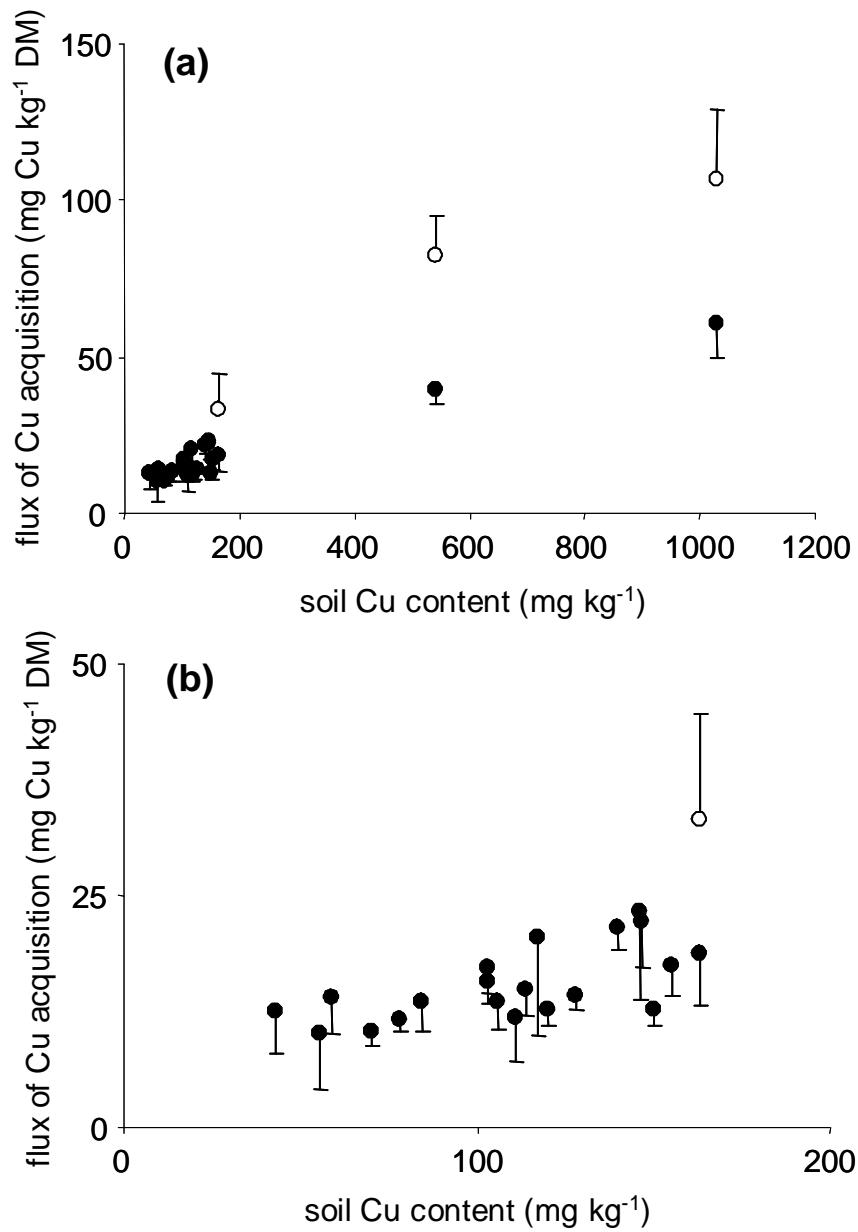 (a)
flux of Cu acquisition (mg Cu kg⁻¹ DM)
150
100
50
0
0 200 400 600 800 1000 1200
soil Cu content (mg kg⁻¹)
(b)
flux of Cu acquisition (mg Cu kg⁻¹ DM)
50
25
0
0 100 200
soil Cu content (mg kg⁻¹)